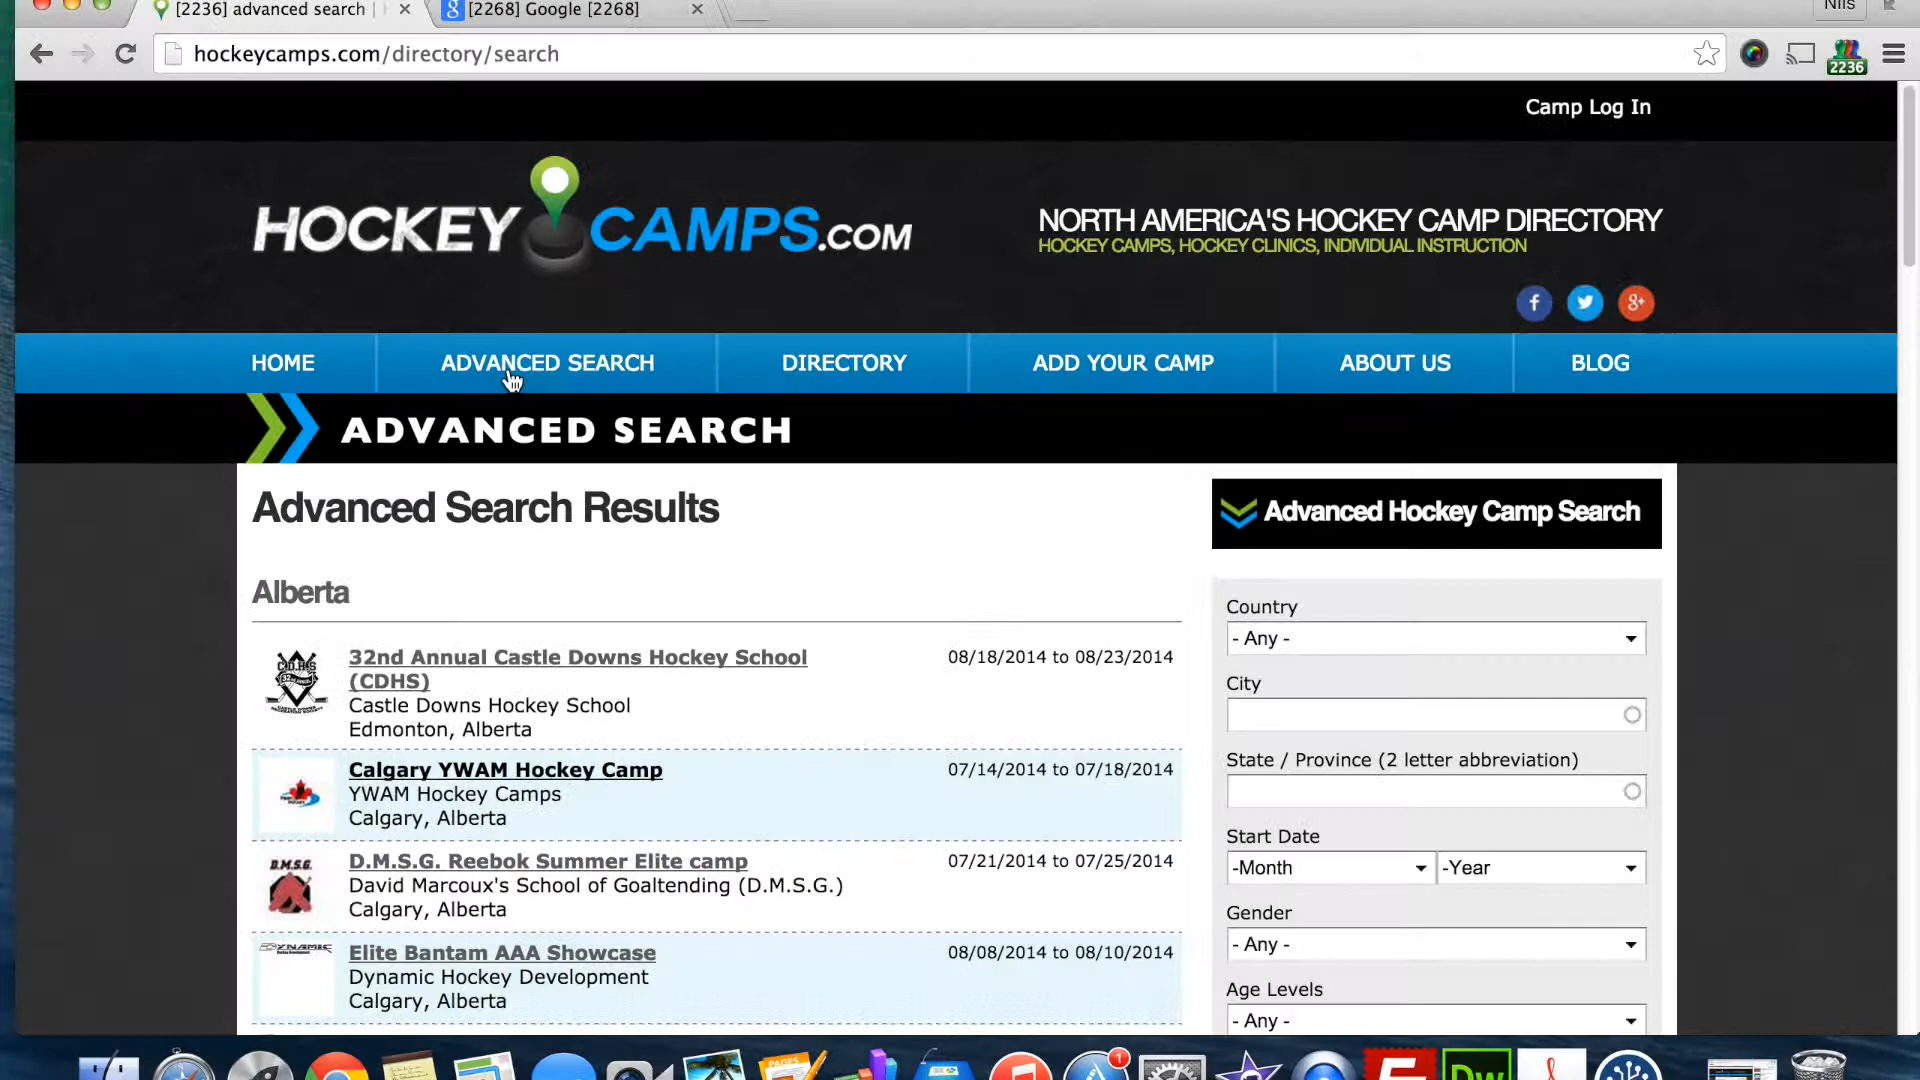 [2236] advanced search |
[2268] Google [2268]
Nils
hockeycamps.com/directory/search
2236
Camp Log In
HOCKEY CAMPS.COM
NORTH AMERICA'S HOCKEY CAMP DIRECTORY
HOCKEY CAMPS, HOCKEY CLINICS, INDIVIDUAL INSTRUCTION
HOME
ADVANCED SEARCH
DIRECTORY
ADD YOUR CAMP
ABOUT US
BLOG
ADVANCED SEARCH
Advanced Search Results
Alberta
32nd Annual Castle Downs Hockey School
(CDHS)
08/18/2014 to 08/23/2014
Castle Downs Hockey School
Edmonton, Alberta
Calgary YWAM Hockey Camp
07/14/2014 to 07/18/2014
YWAM Hockey Camps
Calgary, Alberta
D.M.S.G.
D.M.S.G. Reebok Summer Elite camp
07/21/2014 to 07/25/2014
David Marcoux's School of Goaltending (D.M.S.G.)
Calgary, Alberta
DYNAMIC
Elite Bantam AAA Showcase
08/08/2014 to 08/10/2014
Dynamic Hockey Development
Calgary, Alberta
Advanced Hockey Camp Search
Country
- Any -
City
State / Province (2 letter abbreviation)
Start Date
-Month
-Year
Gender
- Any -
Age Levels
- Any -
PAGES
1
Dw